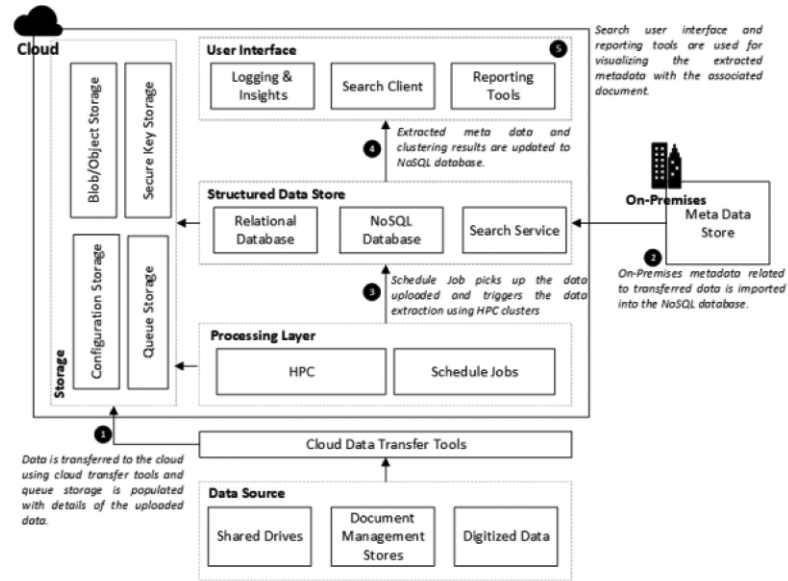 Cloud
User Interface
5
Logging &
Insights
Search Client
Reporting
Tools
Search user interface and
reporting tools are used for
visualizing the extracted
metadata with the associated
document.
Blob/Object Storage
Secure Key Storage
4
Extracted meta data and
clustering results are updated to
NoSQL database.
Structured Data Store
Relational
Database
NoSQL
Database
Search Service
On-Premises
Meta Data
Store
2
On-Premises metadata related
to transferred data is imported
into the NoSQL database.
Configuration Storage
Queue Storage
Storage
3
Schedule Job picks up the data
uploaded and triggers the data
extraction using HPC clusters
Processing Layer
HPC
Schedule Jobs
1
Data is transferred to the cloud
using cloud transfer tools and
queue storage is populated
with details of the uploaded
data.
Cloud Data Transfer Tools
Data Source
Shared Drives
Document
Management
Stores
Digitized Data